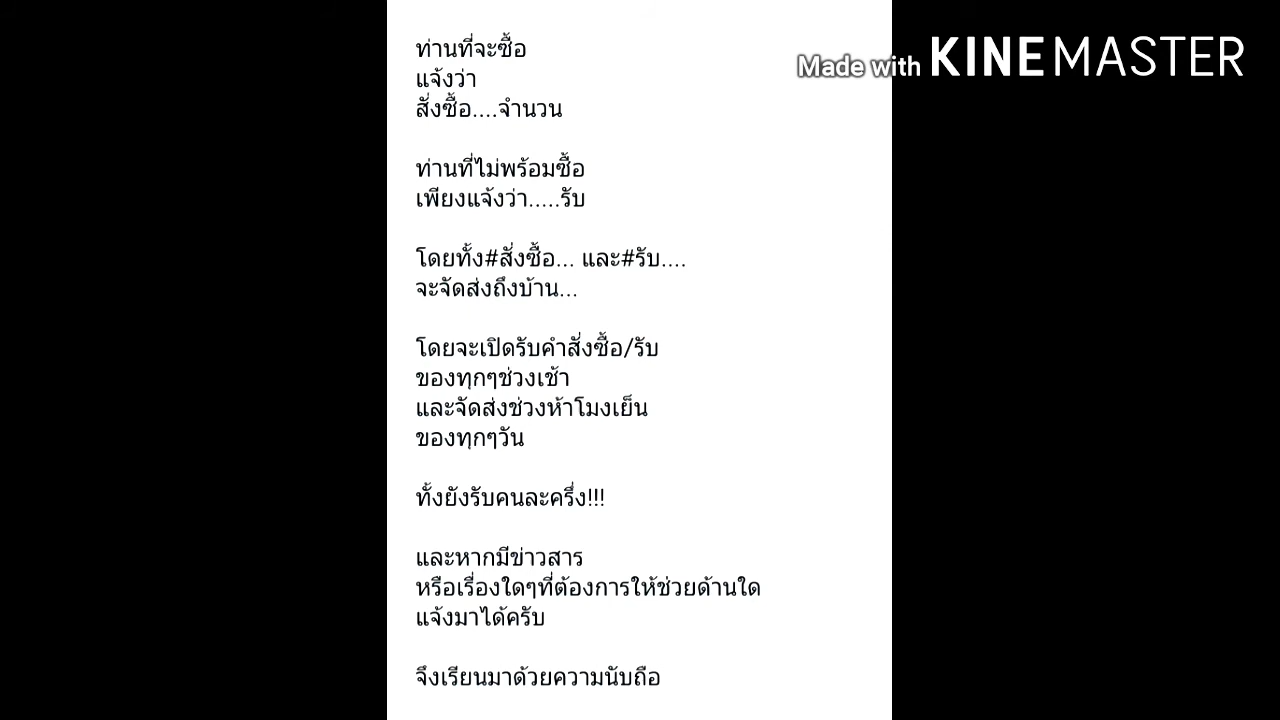 ท่านที่จะซื้อ
แจ้งว่า
สั่งซื้อ....จำนวน
ท่านที่ไม่พร้อมซื้อ
เพียงแจ้งว่า.....รับ
โดยทั้ง#สั่งซื้อ... และ#รับ....
จะจัดส่งถึงบ้าน...
โดยจะเปิดรับคำสั่งซื้อ/รับ
ของทุกๆช่วงเช้า
และจัดส่งช่วงห้าโมงเย็น
ของทุกๆวัน
ทั้งยังรับคนละครึ่ง!!!
และหากมีข่าวสาร
หรือเรื่องใดๆที่ต้องการให้ช่วยด้านใด
แจ้งมาได้ครับ
จึงเรียนมาด้วยความนับถือ
Made with KINEMASTER